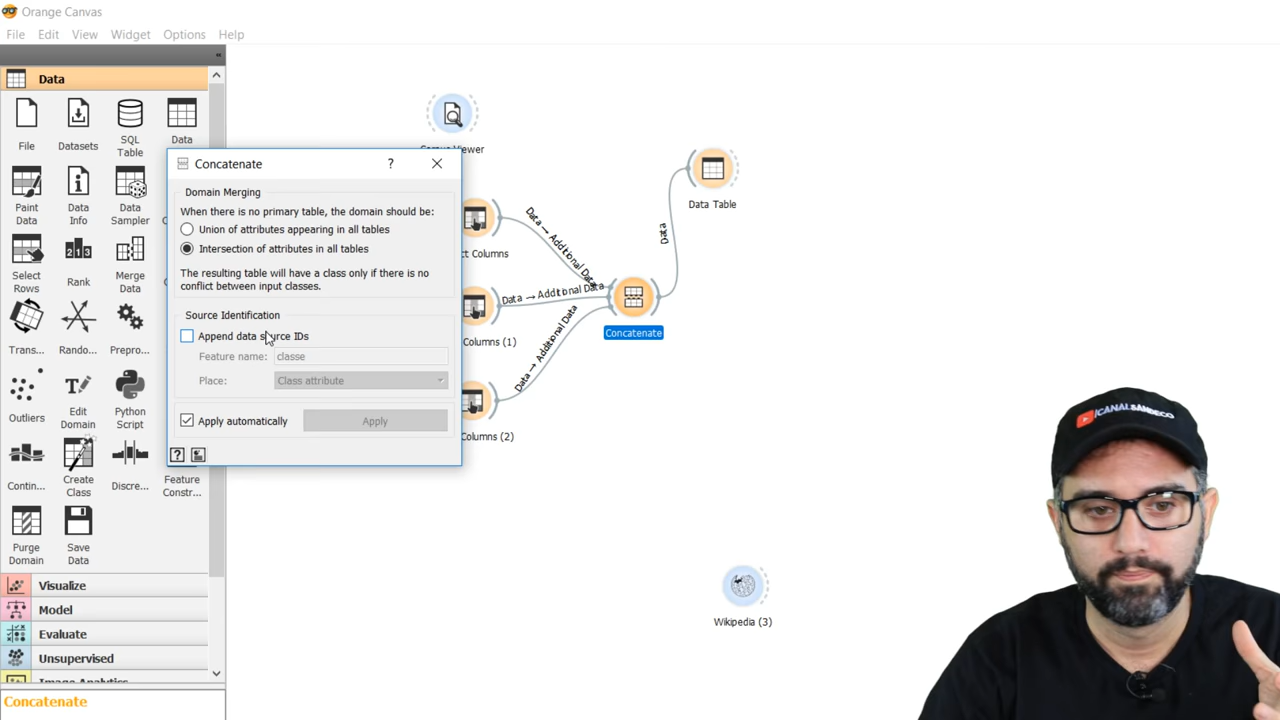 Orange Canvas
File Edit View Widget Options Help
Data
File
Datasets
SQL
Table
Data
Paint
Data
Data
Info
Data
Sampler
Select
Rows
Rank
Merge
Data
Trans...
Rando...
Prepro...
Outliers
Edit
Domain
Python
Script
Contin...
Create
Class
Discre...
Feature
Constr...
Purge
Domain
Save
Data
Visualize
Model
Evaluate
Unsupervised
Image Analytics
Concatenate
Concatenate
?
Domain Merging
When there is no primary table, the domain should be:
Union of attributes appearing in all tables
Intersection of attributes in all tables
The resulting table will have a class only if there is no
conflict between input classes.
Source Identification
Append data source IDs
Feature name: classe
Place: Class attribute
Apply automatically Apply
?
Viewer
Columns
Columns (1)
Columns (2)
Data → Additional Data
Data → Additional Data
Data → Additional Data
Concatenate
Data
Data Table
Wikipedia (3)
/CANALSANDECO